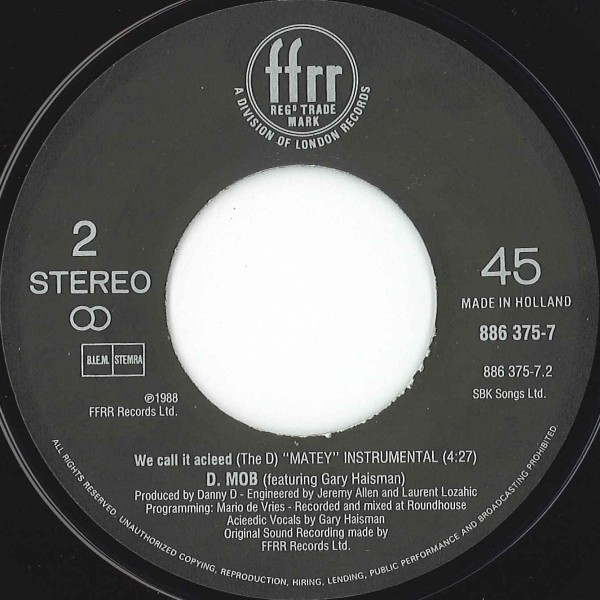 ffrr
REGD TRADE
MARK
A DIVISION OF LONDON RECORDS
2
STEREO
45
MADE IN HOLLAND
886 375-7
B.I.E.M. STEMRA
886 375-7.2
SBK Songs Ltd.
℗1988
FFRR Records Ltd.
We call it acieed (The D) “MATEY” INSTRUMENTAL (4:27)
D. MOB (featuring Gary Haisman)
Produced by Danny D - Engineered by Jeremy Allen and Laurent Lozahic
Programming: Mario de Vries - Recorded and mixed at Roundhouse
Acieedic Vocals by Gary Haisman
Original Sound Recording made by
FFRR Records Ltd.
ALL RIGHTS RESERVED. UNAUTHORIZED COPYING, REPRODUCTION, HIRING, LENDING, PUBLIC PERFORMANCE AND BROADCASTING PROHIBITED.